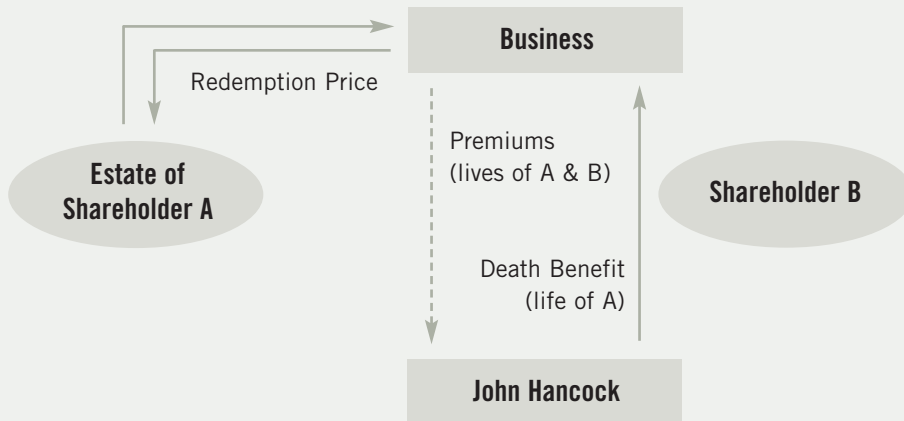 Business
Redemption Price
Premiums
(lives of A & B)
Estate of
Shareholder A
Shareholder B
Death Benefit
(life of A)
John Hancock